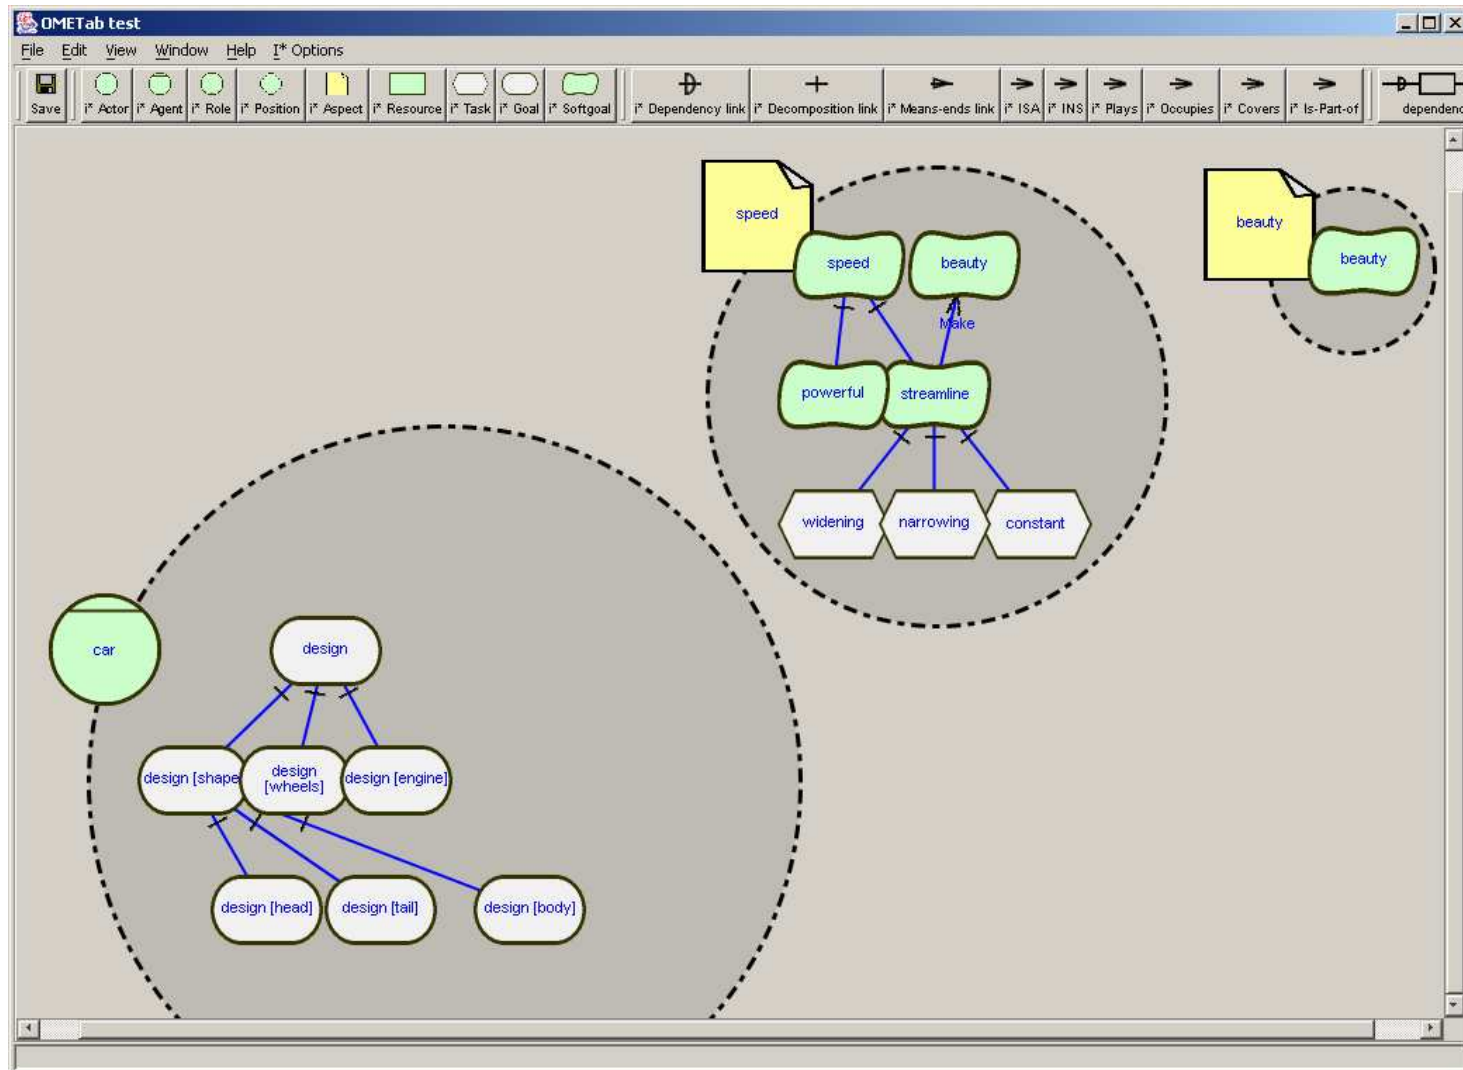 OMETab test
File Edit View Window Help I* Options
Save i* Actor i* Agent i* Role i* Position i* Aspect i* Resource i* Task i* Goal i* Softgoal i* Dependency link i* Decomposition link i* Means-ends link i* ISA i* INS i* Plays i* Occupies i* Covers i* Is-Part-of dependenc
speed
beauty
speed
beauty
beauty
Make
powerful
streamline
widening
narrowing
constant
car
design
design [shape
design
[wheels]
design [engine]
design [head]
design [tail]
design [body]